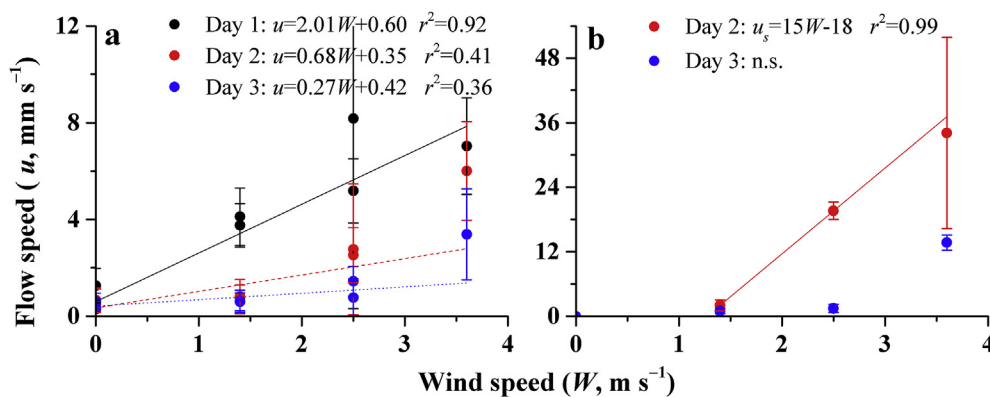 a
Day 1: u=2.01W+0.60 r²=0.92
Day 2: u=0.68W+0.35 r²=0.41
Day 3: u=0.27W+0.42 r²=0.36
12
8
4
0
0 1 2 3 4
Flow speed ( u, mm s⁻¹)
b
Day 2: uₛ=15W-18 r²=0.99
Day 3: n.s.
48
36
24
12
0
0 1 2 3 4
Wind speed (W, m s⁻¹)